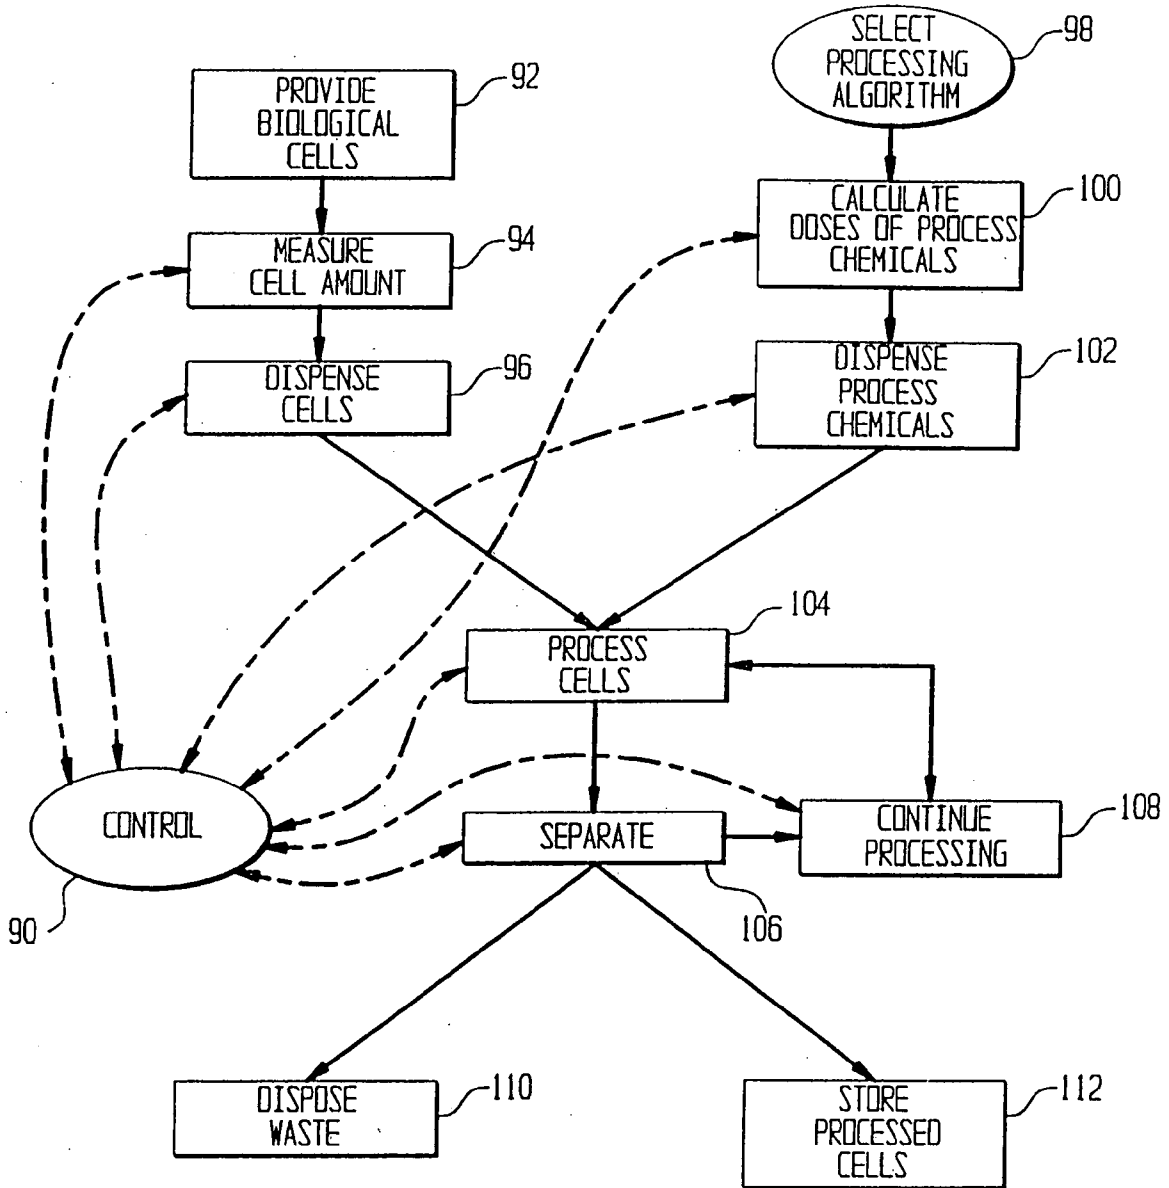 SELECT
PROCESSING
ALGORITHM
98
PROVIDE
BIOLOGICAL
CELLS
92
CALCULATE
DOSES OF PROCESS
CHEMICALS
100
MEASURE
CELL AMOUNT
94
DISPENSE
CELLS
96
DISPENSE
PROCESS
CHEMICALS
102
PROCESS
CELLS
104
CONTROL
90
SEPARATE
106
CONTINUE
PROCESSING
108
DISPOSE
WASTE
110
STORE
PROCESSED
CELLS
112